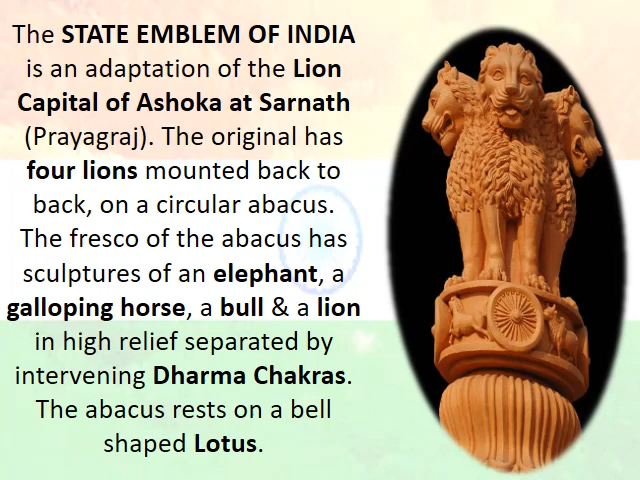 The STATE EMBLEM OF INDIA
is an adaptation of the Lion
Capital of Ashoka at Sarnath
(Prayagraj). The original has
four lions mounted back to
back, on a circular abacus.
The fresco of the abacus has
sculptures of an elephant, a
galloping horse, a bull & a lion
in high relief separated by
intervening Dharma Chakras.
The abacus rests on a bell
shaped Lotus.